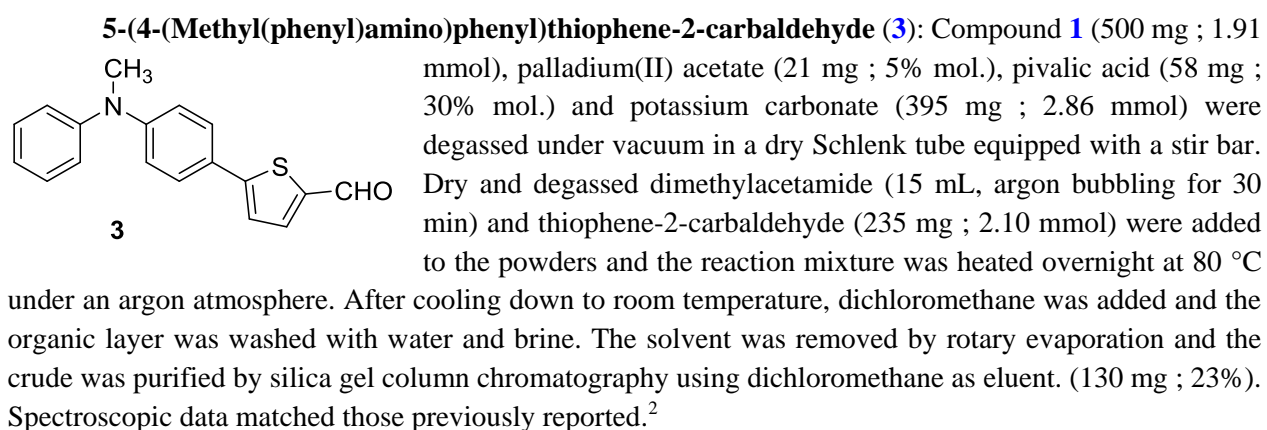 5-(4-(Methyl(phenyl)amino)phenyl)thiophene-2-carbaldehyde (3): Compound 1 (500 mg ; 1.91
mmol), palladium(II) acetate (21 mg ; 5% mol.), pivalic acid (58 mg ;
30% mol.) and potassium carbonate (395 mg ; 2.86 mmol) were
degassed under vacuum in a dry Schlenk tube equipped with a stir bar.
Dry and degassed dimethylacetamide (15 mL, argon bubbling for 30
min) and thiophene-2-carbaldehyde (235 mg ; 2.10 mmol) were added
to the powders and the reaction mixture was heated overnight at 80 °C
CH₃
N
S
CHO
3
under an argon atmosphere. After cooling down to room temperature, dichloromethane was added and the
organic layer was washed with water and brine. The solvent was removed by rotary evaporation and the
crude was purified by silica gel column chromatography using dichloromethane as eluent. (130 mg ; 23%).
Spectroscopic data matched those previously reported.²